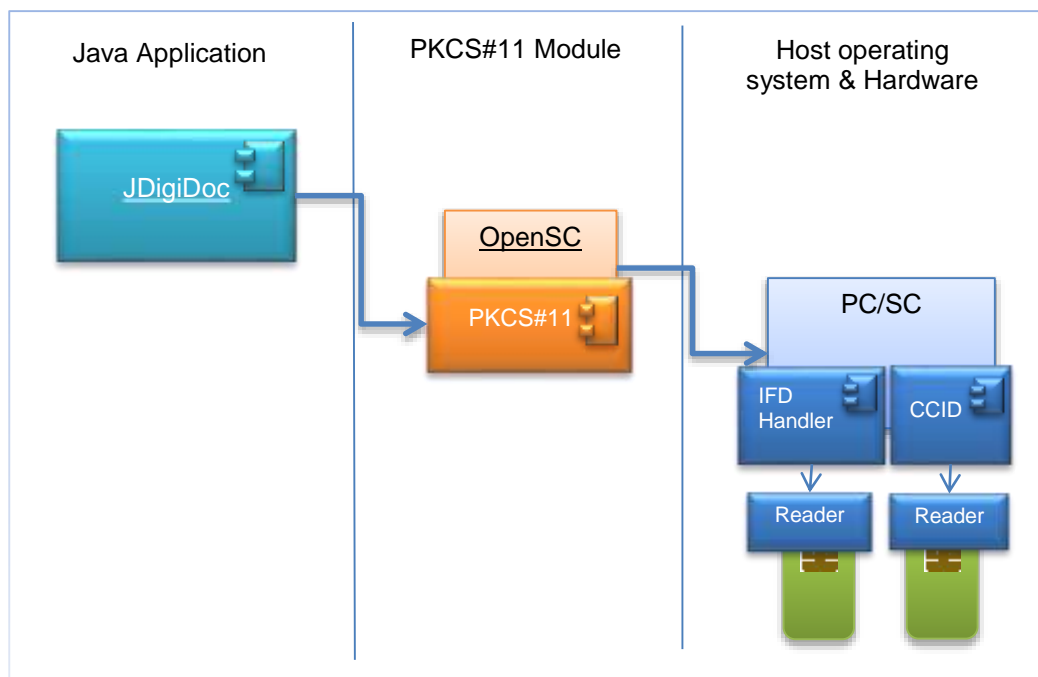 Java Application
PKCS#11 Module
Host operating
system & Hardware
JDigiDoc
OpenSC
PKCS#11
PC/SC
IFD
Handler
CCID
Reader
Reader